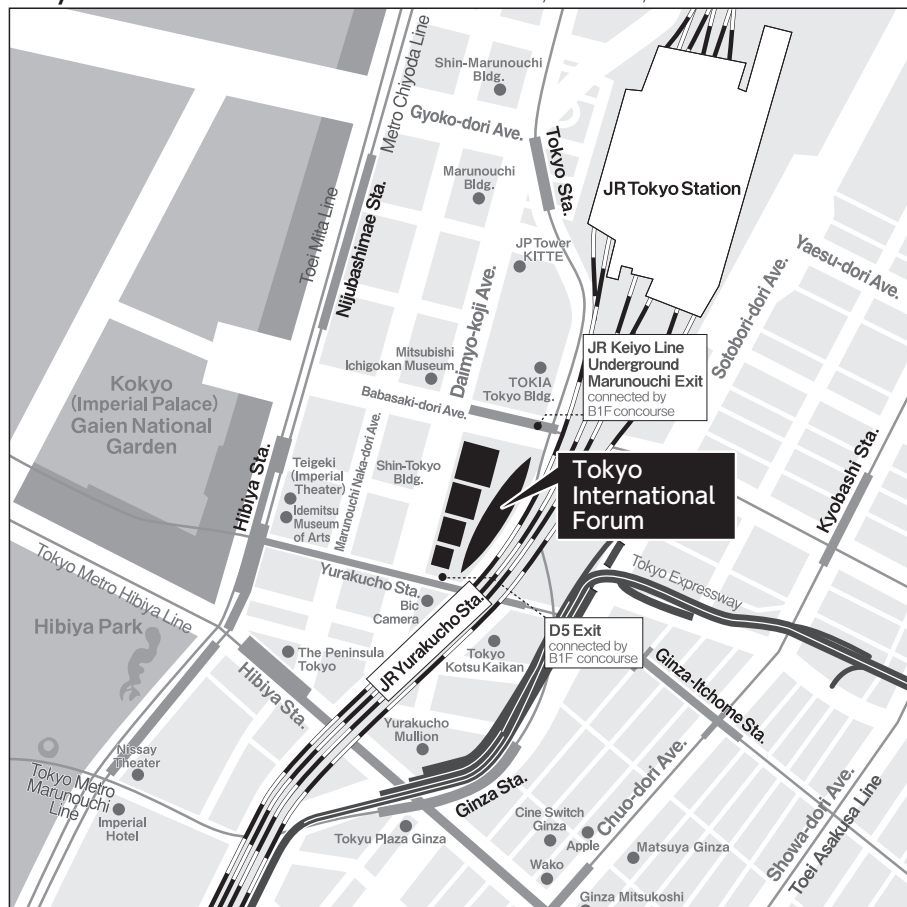 Shin-Marunouchi
Bldg.
Gyoko-dori Ave.
Metro Chiyoda Line
Toei Mita Line
Nijubashimae Sta.
Tokyo Sta.
JR Tokyo Station
Marunouchi
Bldg.
JP Tower
KITTE
Daimyo-koji Ave.
Yaesu-dori Ave.
Sotobori-dori Ave.
JR Keiyo Line
Underground
Marunouchi Exit
connected by
B1F concourse
Mitsubishi
Ichigokan Museum
TOKIA
Tokyo Bldg.
Babasaki-dori Ave.
Kokyo
(Imperial Palace)
Gaien National
Garden
Hibiya Sta.
Teigeki
(Imperial
Theater)
Idemitsu
Museum
of Arts
Marunouchi Naka-dori Ave.
Shin-Tokyo
Bldg.
Tokyo
International
Forum
Kyobashi Sta.
Tokyo Expressway
Tokyo Metro Hibiya Line
Yurakucho Sta.
Bic
Camera
JR Yurakucho Sta.
D5 Exit
connected by
B1F concourse
Hibiya Park
The Peninsula
Tokyo
Hibiya Sta.
Tokyo
Kotsu Kaikan
Ginza-Itchome Sta.
Yurakucho
Mullion
Nissay
Theater
Tokyo Metro
Marunouchi
Line
Imperial
Hotel
Ginza Sta.
Chuo-dori Ave.
Showa-dori Ave.
Toei Asakusa Line
Tokyu Plaza Ginza
Cine Switch
Ginza
Apple
Matsuya Ginza
Wako
Ginza Mitsukoshi